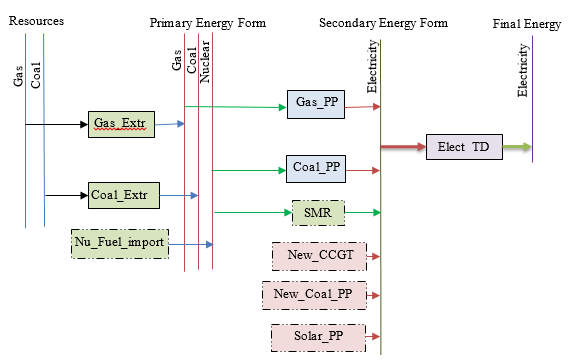 Resources
Primary Energy Form
Secondary Energy Form
Final Energy
Gas
Coal
Gas
Coal
Nuclear
Electricity
Electricity
Gas_PP
Gas_Extr
Elect TD
Coal_PP
Coal_Extr
SMR
Nu_Fuel_import
New_CCGT
New_Coal_PP
Solar_PP